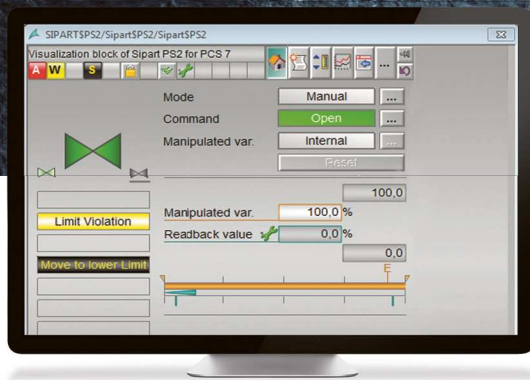 SIPART$PS2/Sipart$PS2/Sipart$PS2
Visualization block of Sipart PS2 for PCS 7
A W S
...
Mode Manual ...
Command Open ...
Manipulated var. Internal ...
Reset
100,0
Limit Violation
Manipulated var. 100,0 %
Readback value 0,0 %
0,0
Move to lower Limit
E